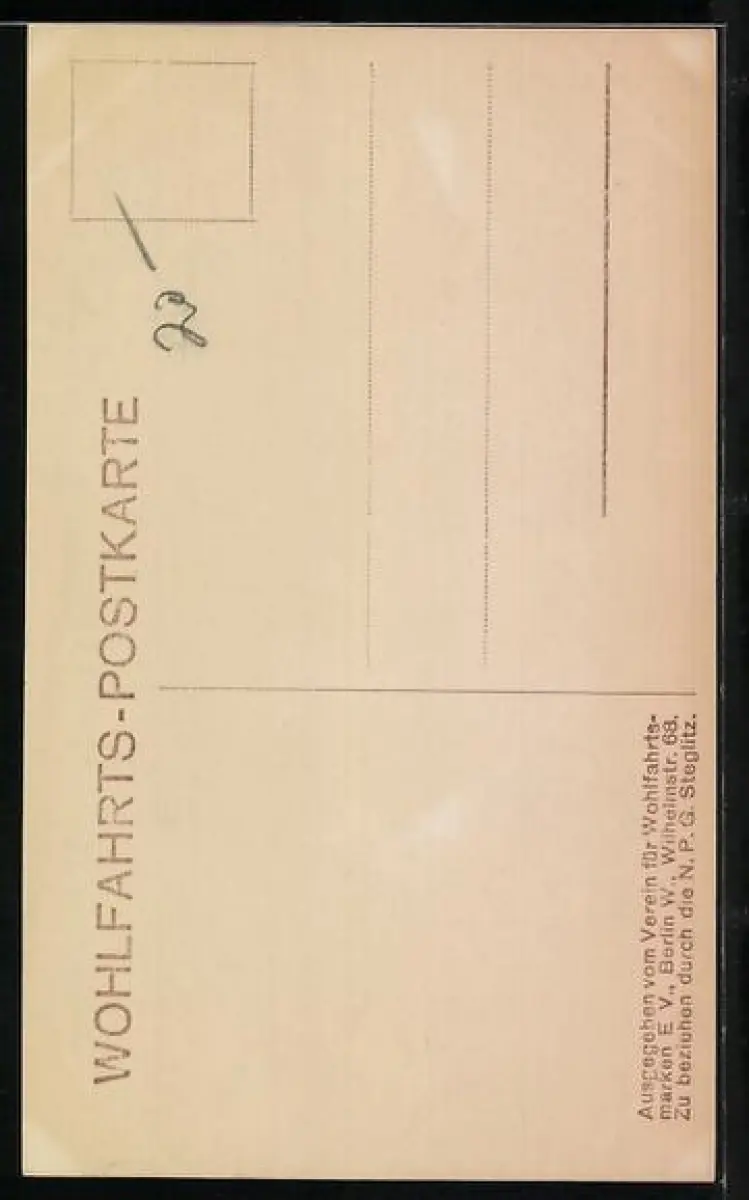 WOHLFAHRTS-POSTKARTE
Ausgegeben vom Verein für Wohlfahrts-
marken E. V., Berlin W., Wilhelmstr. 68.
Zu beziehen durch die N. P. G. Steglitz.